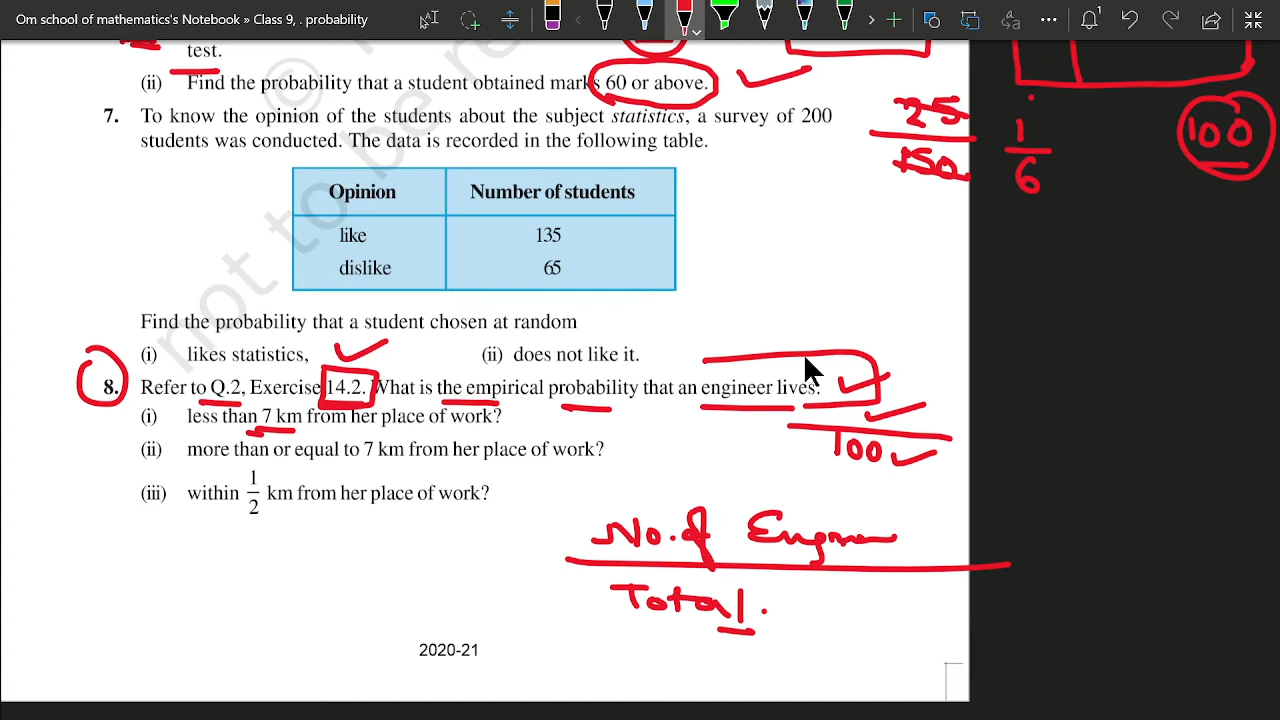 Om school of mathematics's Notebook » Class 9, . probability
test.
(ii) Find the probability that a student obtained marks 60 or above.
7. To know the opinion of the students about the subject statistics, a survey of 200
students was conducted. The data is recorded in the following table.
Opinion Number of students
like 135
dislike 65
Find the probability that a student chosen at random
(i) likes statistics, (ii) does not like it.
8. Refer to Q.2, Exercise 14.2. What is the empirical probability that an engineer lives:
(i) less than 7 km from her place of work?
(ii) more than or equal to 7 km from her place of work?
(iii) within 1/2 km from her place of work?
2020-21
not to be re
25
150
1
6
100
100
No. of Engineer
Total.